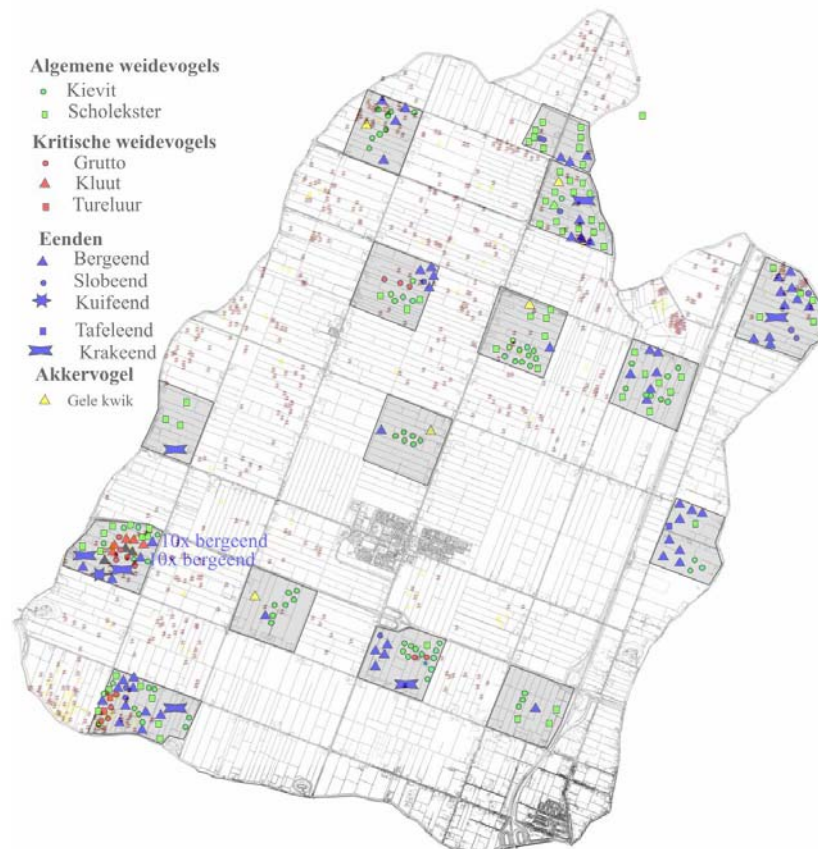 Algemene weidevogels
Kievit
Scholekster
Kritische weidevogels
Grutto
Kluut
Tureluur
Eenden
Bergeend
Slobeend
Kuifeend
Tafeleend
Krakeend
Akkervogel
Gele kwik
10x bergeend
10x bergeend